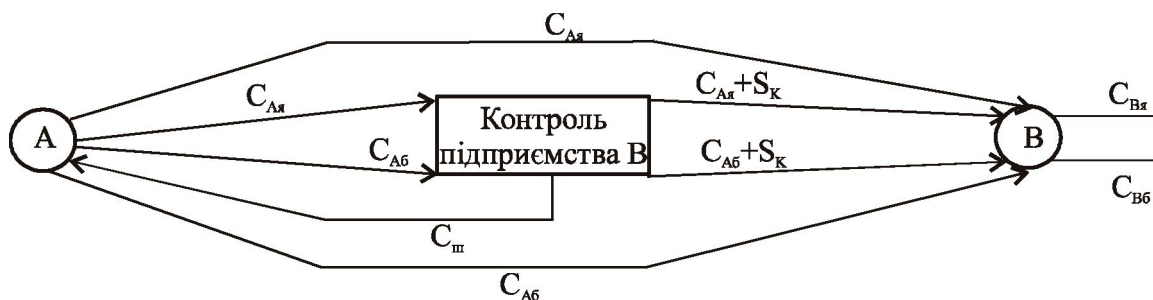 C_Ая
C_Ая
C_Ая+S_К
C_Вя
А
Контроль
підприємства В
В
C_Аб
C_Аб+S_К
C_Вб
C_ш
C_Аб